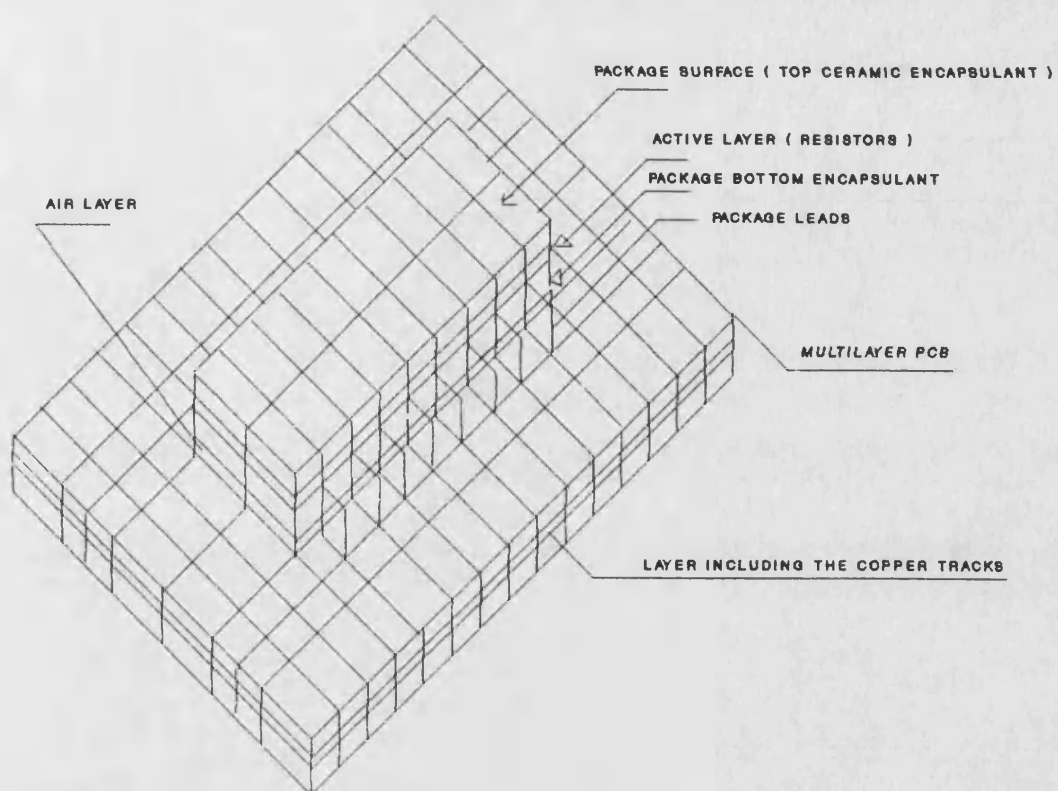 PACKAGE SURFACE ( TOP CERAMIC ENCAPSULANT )
ACTIVE LAYER ( RESISTORS )
PACKAGE BOTTOM ENCAPSULANT
AIR LAYER
PACKAGE LEADS
MULTILAYER PCB
LAYER INCLUDING THE COPPER TRACKS